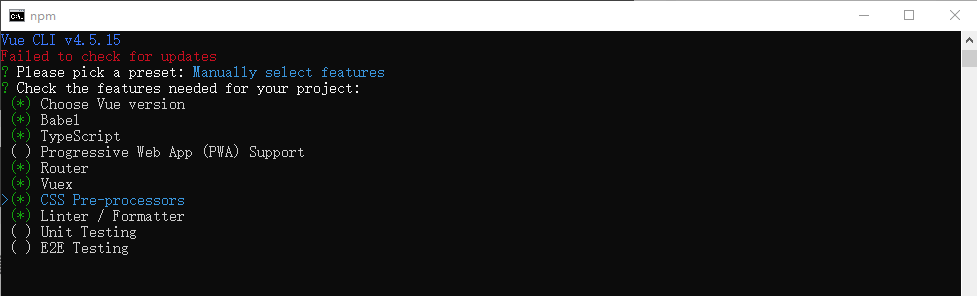 npm
Vue CLI v4.5.15
Failed to check for updates
? Please pick a preset: Manually select features
? Check the features needed for your project:
(*) Choose Vue version
(*) Babel
(*) TypeScript
( ) Progressive Web App (PWA) Support
(*) Router
(*) Vuex
>(*) CSS Pre-processors
(*) Linter / Formatter
( ) Unit Testing
( ) E2E Testing